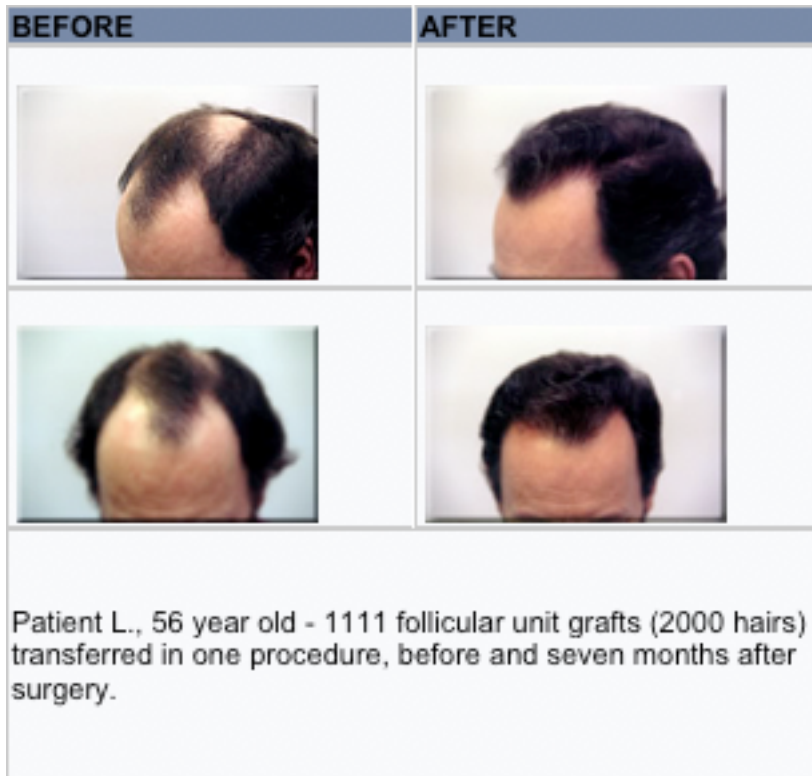 BEFORE
AFTER
Patient L., 56 year old - 1111 follicular unit grafts (2000 hairs)
transferred in one procedure, before and seven months after
surgery.